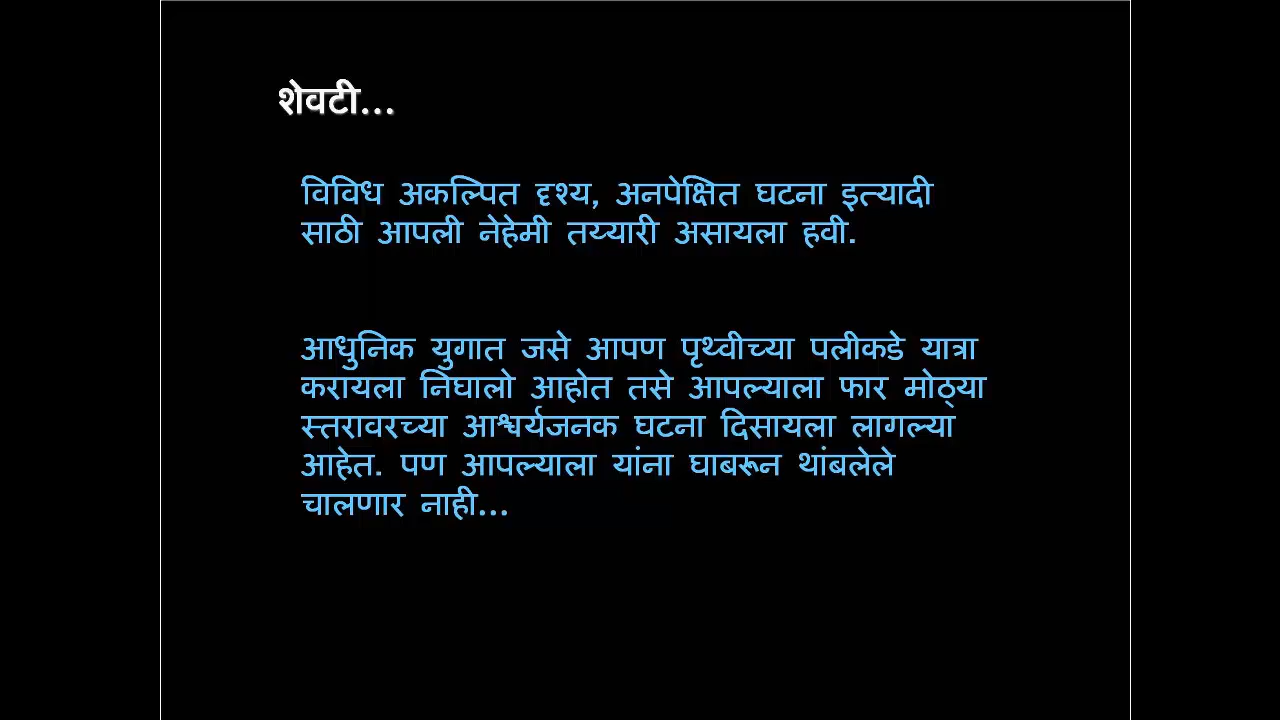 शेवटी...
विविध अकल्पित दृश्य, अनपेक्षित घटना इत्यादी
साठी आपली नेहेमी तय्यारी असायला हवी.
आधुनिक युगात जसे आपण पृथ्वीच्या पलीकडे यात्रा
करायला निघालो आहोत तसे आपल्याला फार मोठ्या
स्तरावरच्या आश्वर्यजनक घटना दिसायला लागल्या
आहेत. पण आपल्याला यांना घाबरून थांबलेले
चालणार नाही...